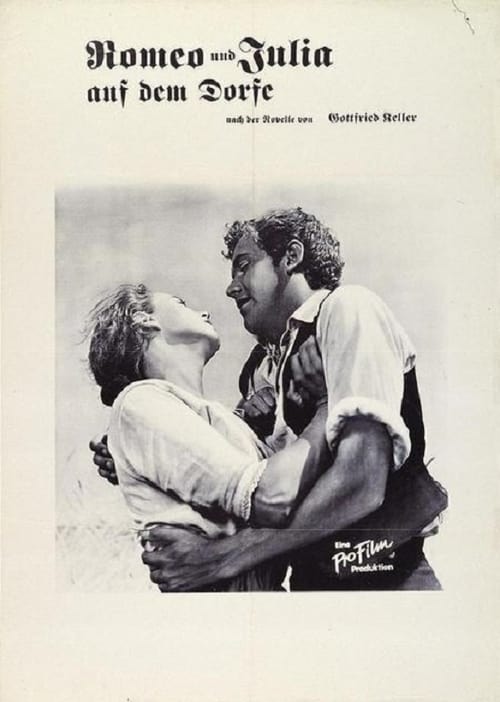 Romeo und Julia
auf dem Dorfe
nach der Novelle von Gottfried Keller
Eine
ProFilm
Produktion